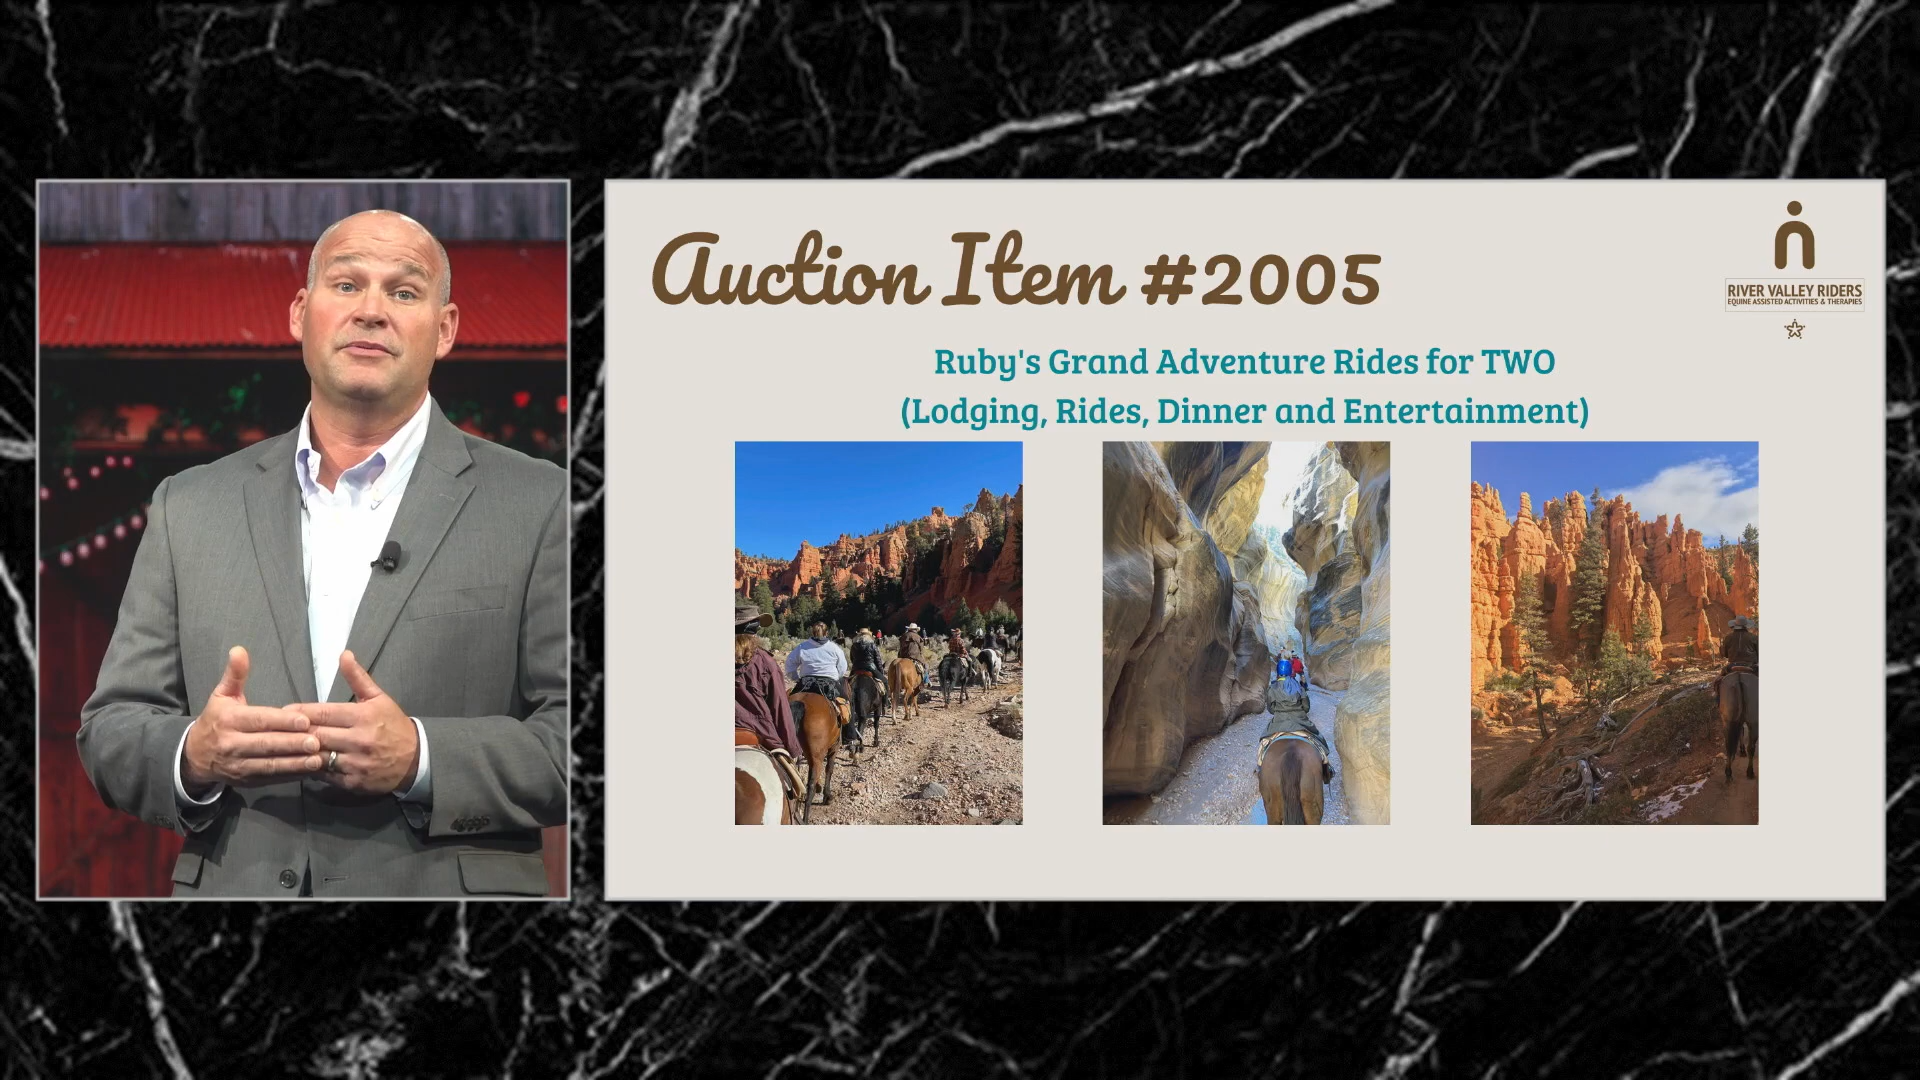 Auction Item #2005
RIVER VALLEY RIDERS
EQUINE ASSISTED ACTIVITIES & THERAPIES
Ruby's Grand Adventure Rides for TWO
(Lodging, Rides, Dinner and Entertainment)